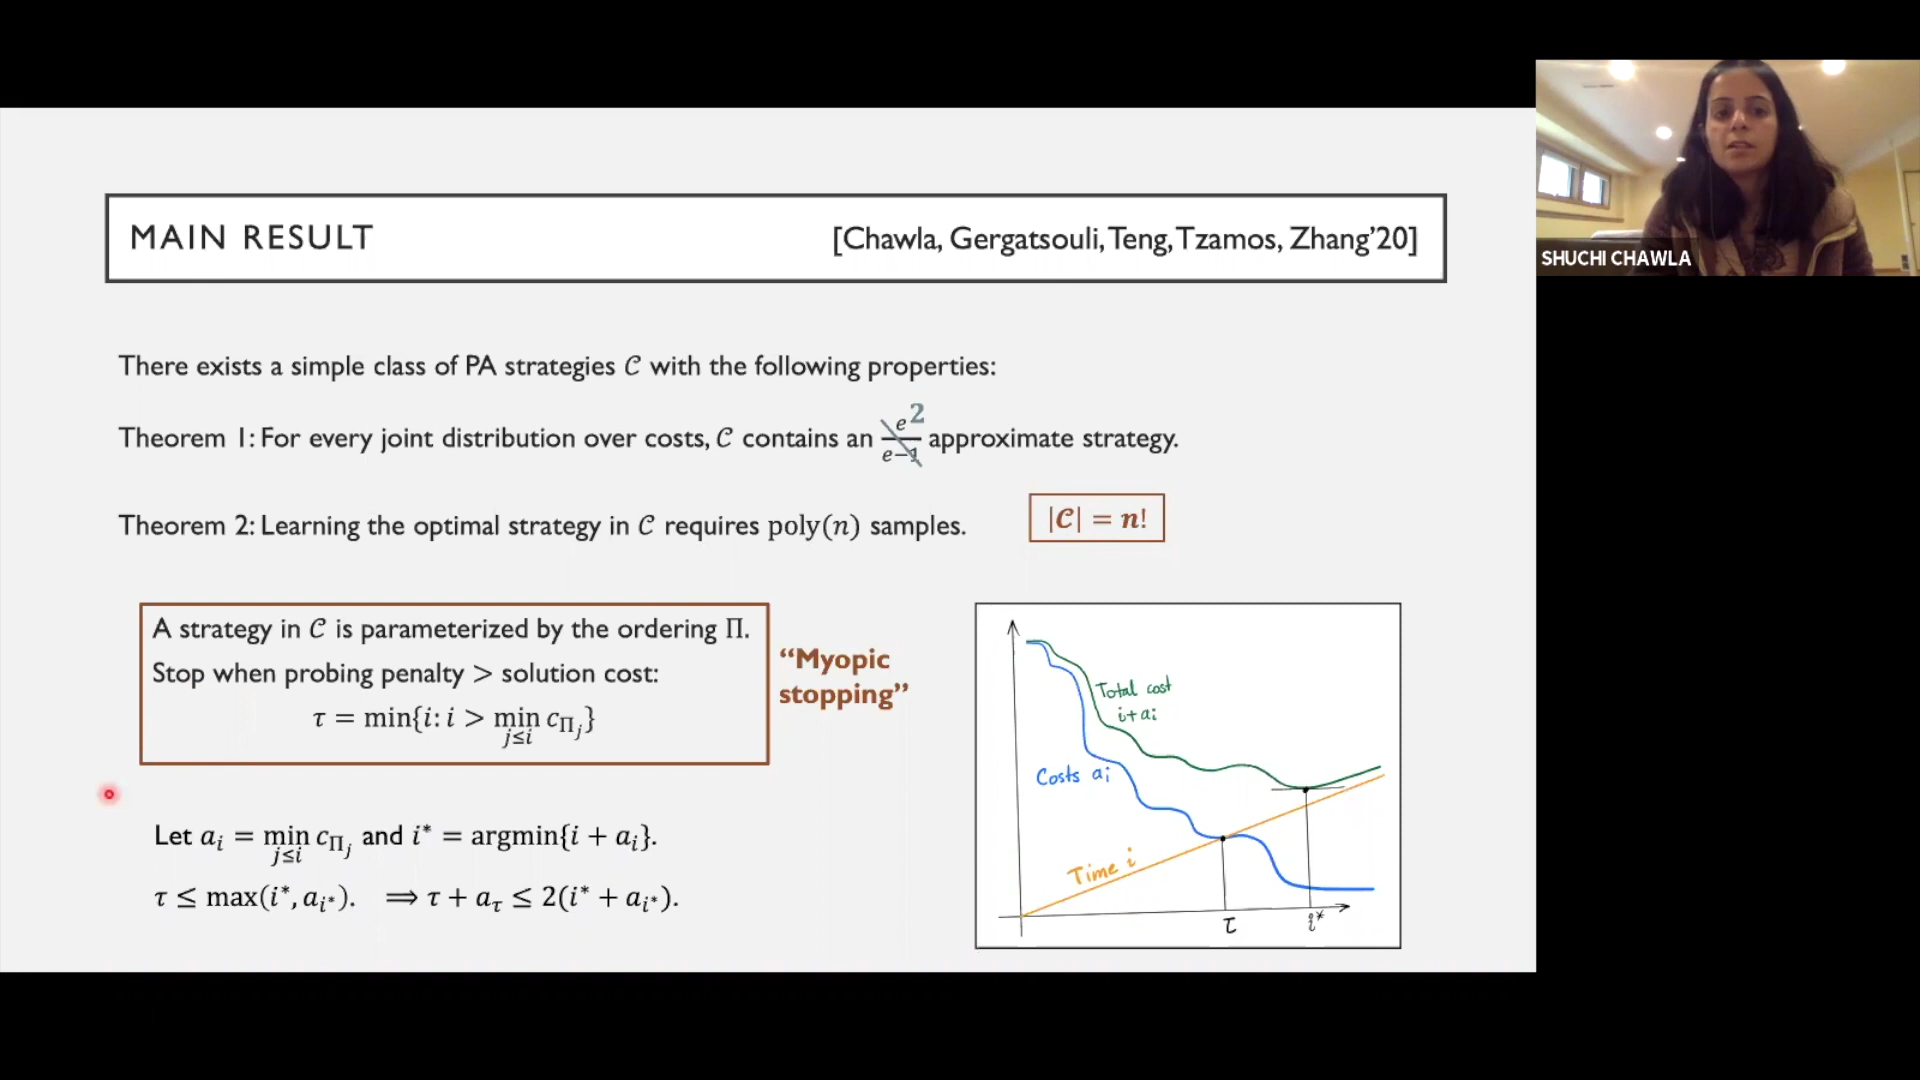 MAIN RESULT [Chawla, Gergatsouli, Teng, Tzamos, Zhang'20]
SHUCHI CHAWLA
There exists a simple class of PA strategies 𝒞 with the following properties:
Theorem 1: For every joint distribution over costs, 𝒞 contains an e/(e−1) 2 approximate strategy.
Theorem 2: Learning the optimal strategy in 𝒞 requires poly(n) samples. |𝒞| = n!
A strategy in 𝒞 is parameterized by the ordering Π.
Stop when probing penalty > solution cost:
τ = min{i: i > min_{j≤i} c_{Π_j}}
"Myopic
stopping"
Let a_i = min_{j≤i} c_{Π_j} and i* = argmin{i + a_i}.
τ ≤ max(i*, a_{i*}). ⟹ τ + a_τ ≤ 2(i* + a_{i*}).
Total cost
i+a_i
Costs a_i
Time i
τ i*